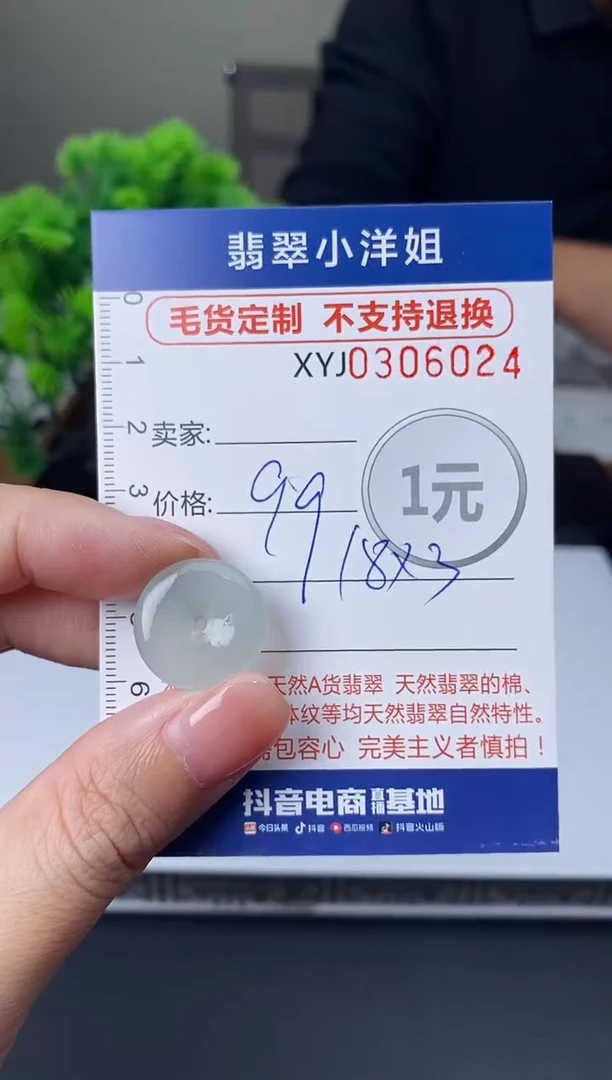 翡翠小洋姐
毛货定制 不支持退换
XYJ0306024
0
1
2 卖家:
3 价格: 99
1元
18x3
6
天然A货翡翠 天然翡翠的棉、
纹等均天然翡翠自然特性。
包容心 完美主义者慎拍!
抖音电商直播基地
今日头条 抖音 西瓜视频 抖音火山版